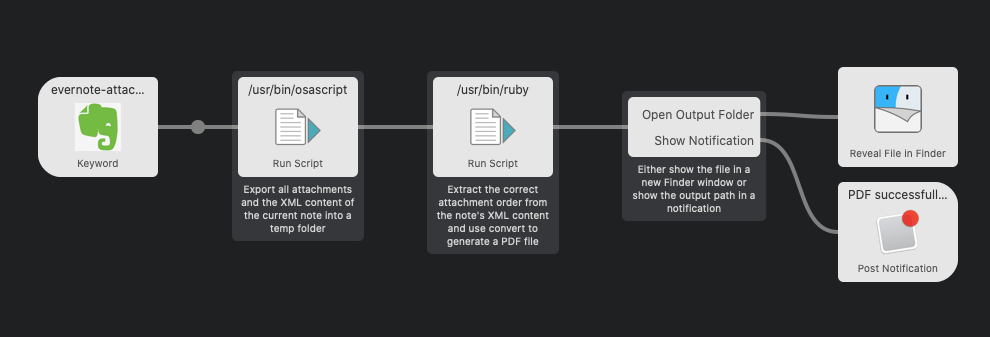 evernote-attac...
Keyword
/usr/bin/osascript
Run Script
Export all attachments
and the XML content of
the current note into a
temp folder
/usr/bin/ruby
Run Script
Extract the correct
attachment order from
the note's XML content
and use convert to
generate a PDF file
Open Output Folder
Show Notification
Either show the file in a
new Finder window or
show the output path in a
notification
Reveal File in Finder
PDF successfull...
Post Notification